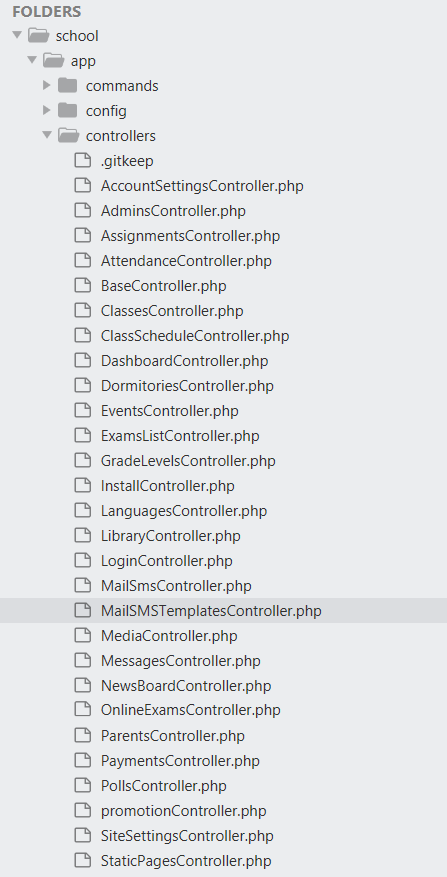 FOLDERS
school
app
commands
config
controllers
.gitkeep
AccountSettingsController.php
AdminsController.php
AssignmentsController.php
AttendanceController.php
BaseController.php
ClassesController.php
ClassScheduleController.php
DashboardController.php
DormitoriesController.php
EventsController.php
ExamsListController.php
GradeLevelsController.php
InstallController.php
LanguagesController.php
LibraryController.php
LoginController.php
MailSmsController.php
MailSMSTemplatesController.php
MediaController.php
MessagesController.php
NewsBoardController.php
OnlineExamsController.php
ParentsController.php
PaymentsController.php
PollsController.php
promotionController.php
SiteSettingsController.php
StaticPagesController.php